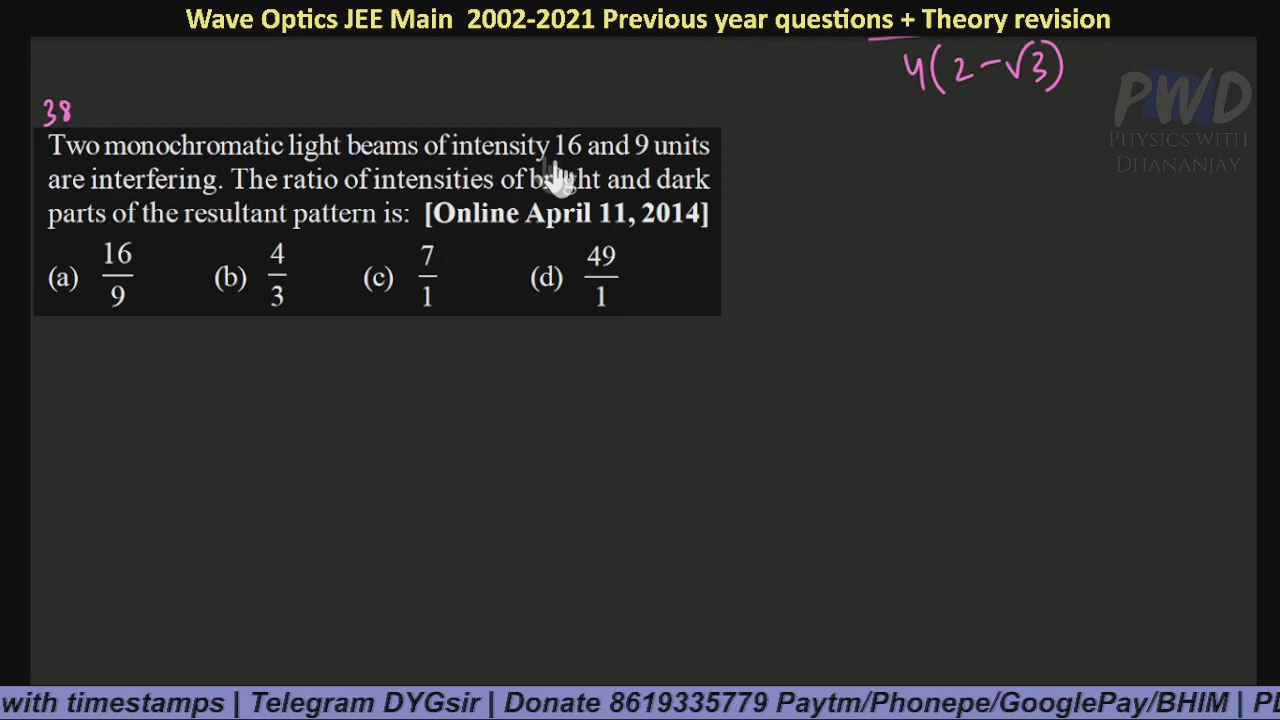 Wave Optics JEE Main 2002-2021 Previous year questions + Theory revision
4(2-√3)
PWD
PHYSICS WITH
DHANANJAY
38
Two monochromatic light beams of intensity 16 and 9 units
are interfering. The ratio of intensities of bright and dark
parts of the resultant pattern is: [Online April 11, 2014]
(a) 16/9 (b) 4/3 (c) 7/1 (d) 49/1
with timestamps | Telegram DYGsir | Donate 8619335779 Paytm/Phonepe/GooglePay/BHIM |